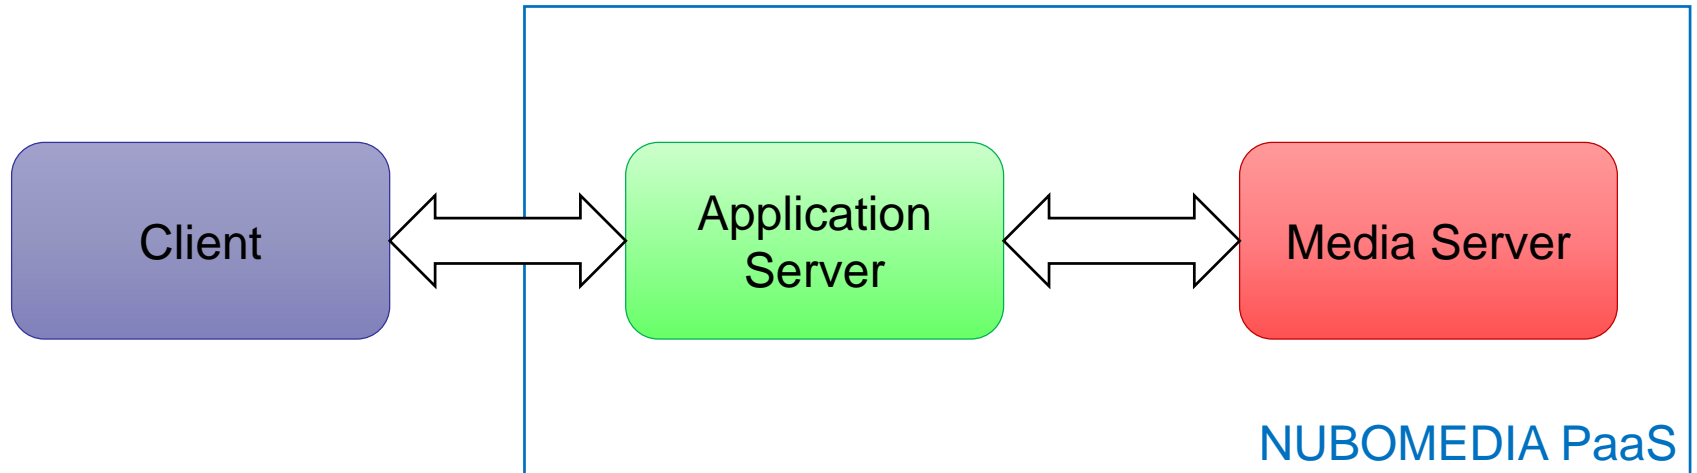 Client
Application
Server
Media Server
NUBOMEDIA PaaS